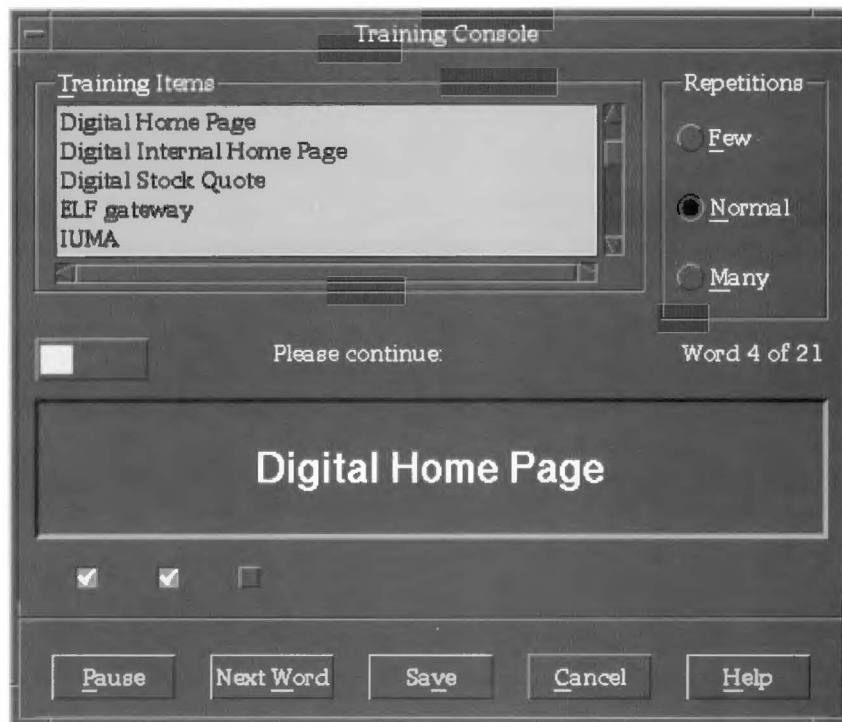 Training Console
Training Items
Repetitions
Digital Home Page
Digital Internal Home Page
Digital Stock Quote
ELF gateway
IUMA
Few
Normal
Many
Please continue:
Word 4 of 21
Digital Home Page
Pause
Next Word
Save
Cancel
Help